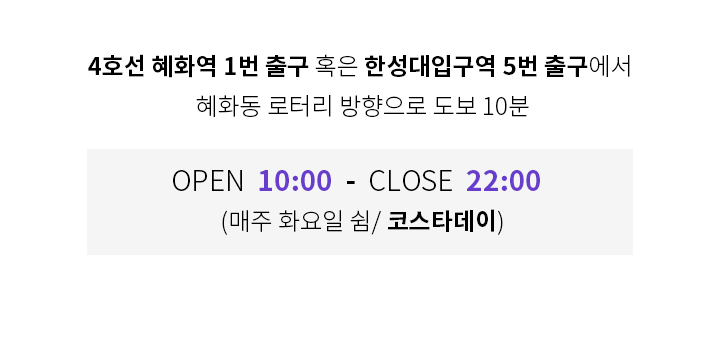 4호선 혜화역 1번 출구 혹은 한성대입구역 5번 출구에서
혜화동 로터리 방향으로 도보 10분
OPEN 10:00 - CLOSE 22:00
(매주 화요일 쉼/ 코스타데이)